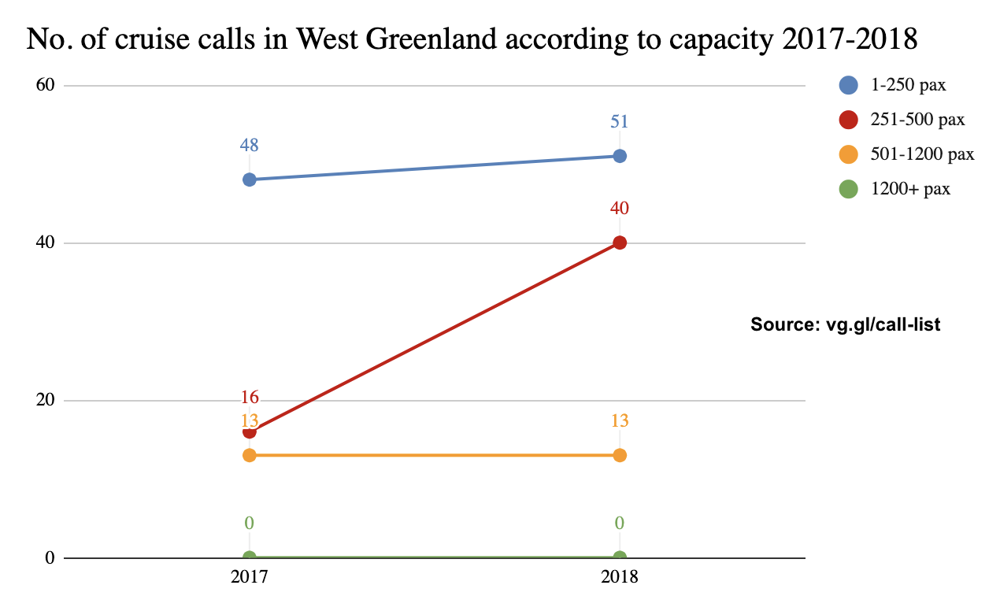 No. of cruise calls in West Greenland according to capacity 2017-2018
60
40
20
0
48
51
16
40
13
13
0
0
2017
2018
1-250 pax
251-500 pax
501-1200 pax
1200+ pax
Source: vg.gl/call-list